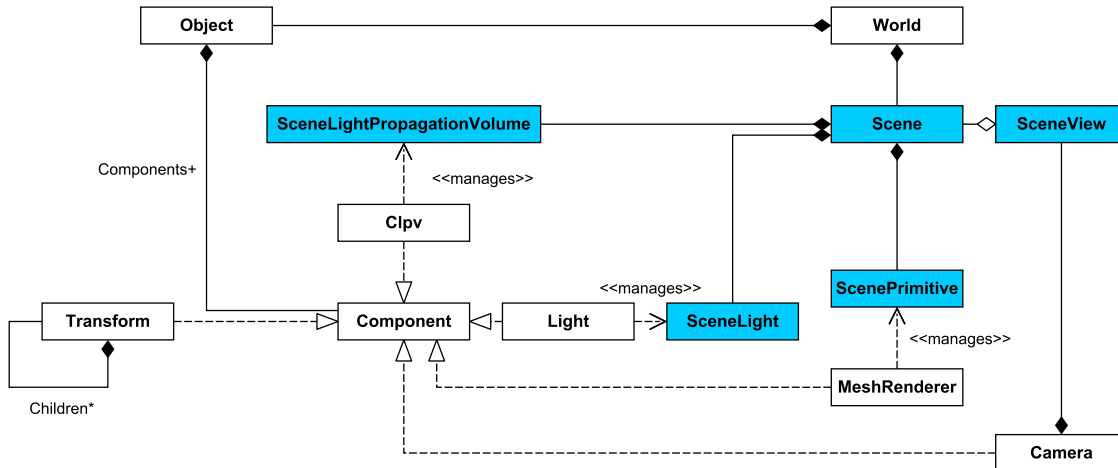 Object
World
SceneLightPropagationVolume
Scene
SceneView
Components+
<<manages>>
Clpv
ScenePrimitive
<<manages>>
Transform
Component
Light
SceneLight
<<manages>>
MeshRenderer
Children*
Camera